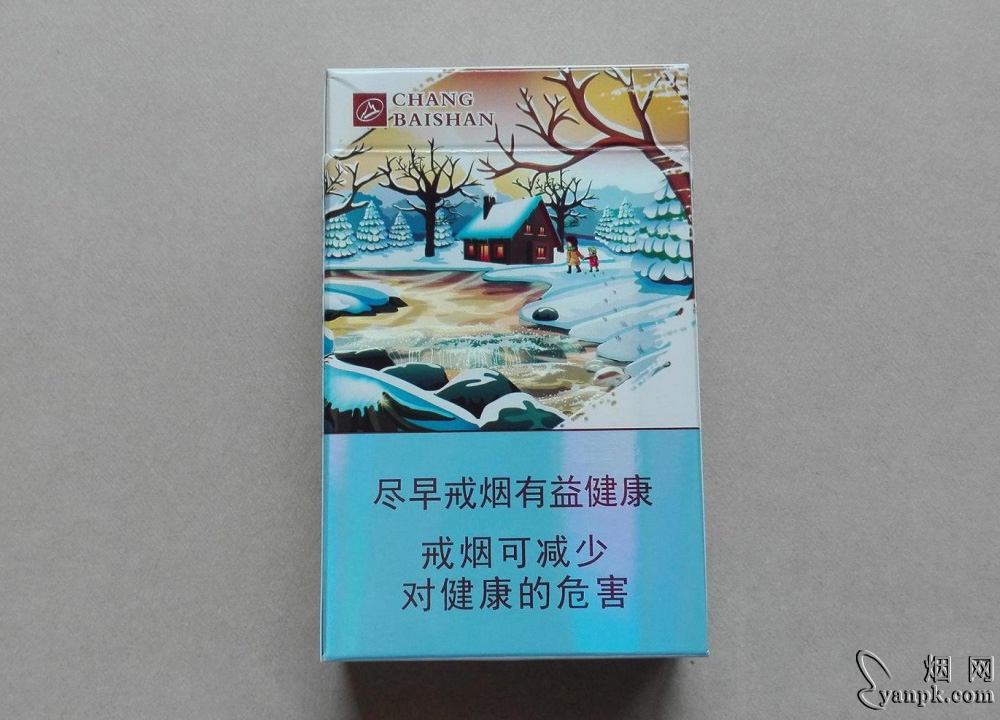 CHANG
BAISHAN
尽早戒烟有益健康
戒烟可减少
对健康的危害
烟网
yanpk.com